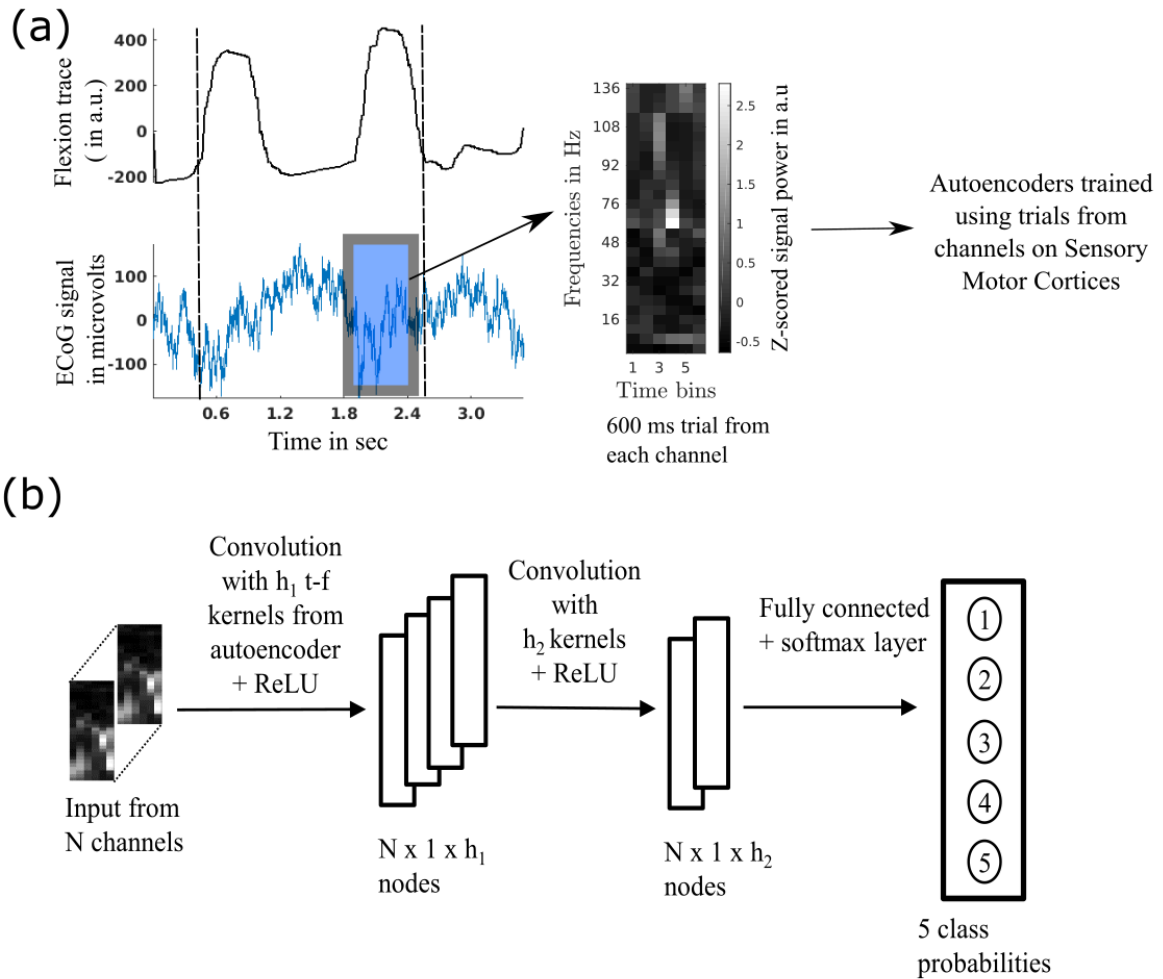 (a)
Flexion trace
( in a.u.)
400
200
0
-200
ECoG signal
in microvolts
100
0
-100
0.6 1.2 1.8 2.4 3.0
Time in sec
Frequencies in Hz
136
108
92
76
48
32
16
1 3 5
Time bins
600 ms trial from
each channel
2.5
2
1.5
1
0.5
0
-0.5
Z-scored signal power in a.u
Autoencoders trained
using trials from
channels on Sensory
Motor Cortices
(b)
Input from
N channels
Convolution
with h₁ t-f
kernels from
autoencoder
+ ReLU
N x 1 x h₁
nodes
Convolution
with
h₂ kernels
+ ReLU
N x 1 x h₂
nodes
Fully connected
+ softmax layer
1
2
3
4
5
5 class
probabilities